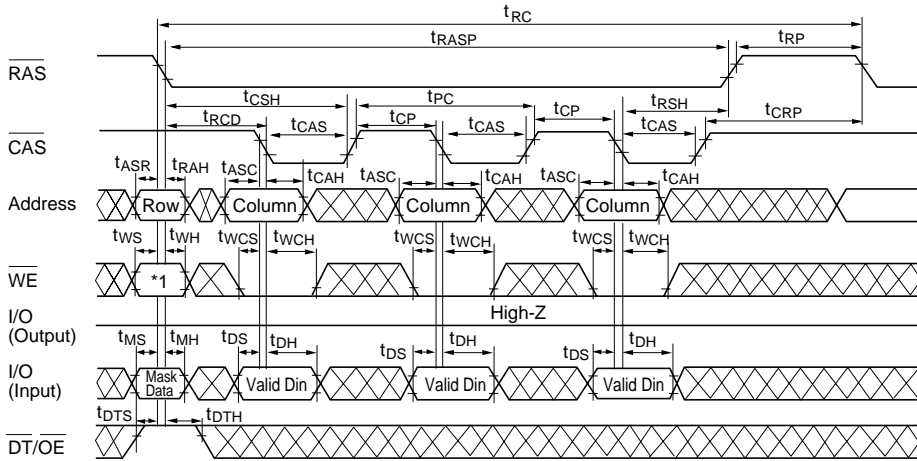 tRC
tRASP
tRP
RAS
tCSH
tPC
tRSH
tCRP
tRCD
tCAS
tCP
tCAS
tCP
tCAS
CAS
tASR
tRAH
tASC
tCAH
tASC
tCAH
tASC
tCAH
Address
Row
Column
Column
Column
tWS
tWH
tWCS
tWCH
tWCS
tWCH
tWCS
tWCH
WE
*1
I/O
(Output)
High-Z
tMS
tMH
tDS
tDH
tDS
tDH
tDS
tDH
I/O
(Input)
Mask
Data
Valid Din
Valid Din
Valid Din
tDTS
tDTH
DT/OE